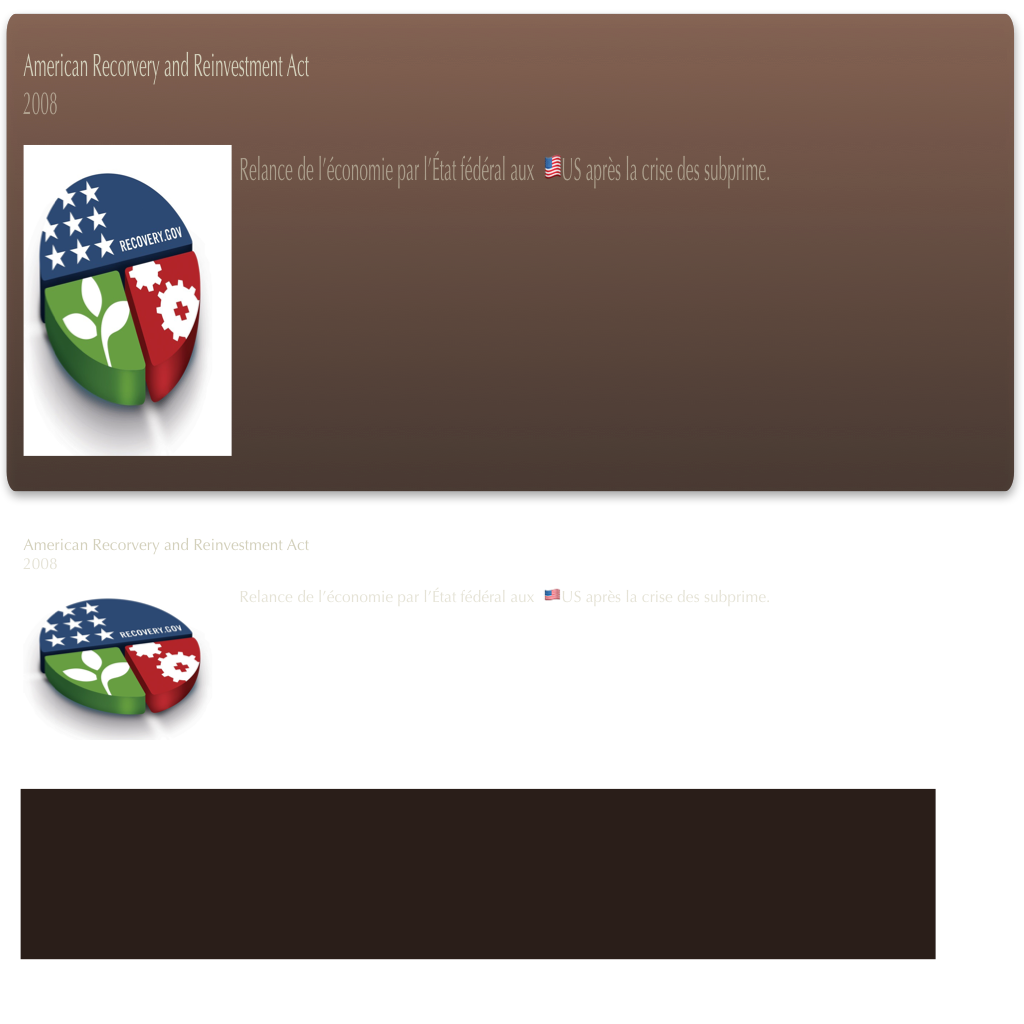 American Recorvery and Reinvestment Act
2008
Relance de l’économie par l’État fédéral aux 🇺🇸US après la crise des subprime.
RECOVERY.GOV
American Recorvery and Reinvestment Act
2008
Relance de l’économie par l’État fédéral aux 🇺🇸US après la crise des subprime.
RECOVERY.GOV